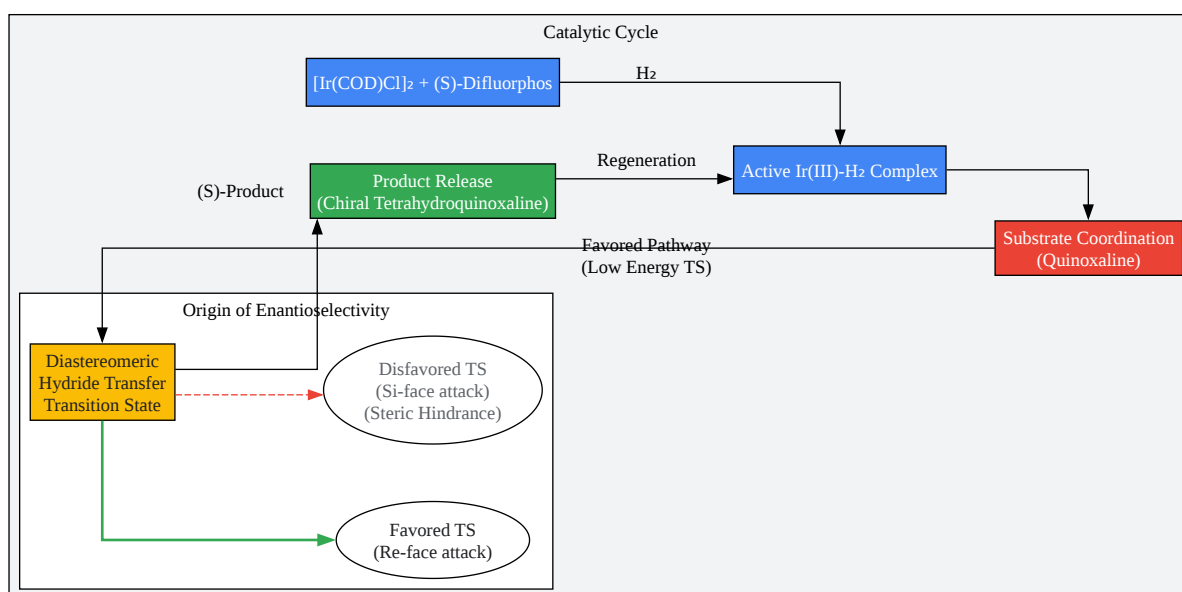 Catalytic Cycle
[Ir(COD)Cl]₂ + (S)-Difluorphos
H₂
Active Ir(III)-H₂ Complex
Regeneration
(S)-Product
Product Release
(Chiral Tetrahydroquinoxaline)
Substrate Coordination
(Quinoxaline)
Favored Pathway
(Low Energy TS)
Origin of Enantioselectivity
Diastereomeric
Hydride Transfer
Transition State
Disfavored TS
(Si-face attack)
(Steric Hindrance)
Favored TS
(Re-face attack)